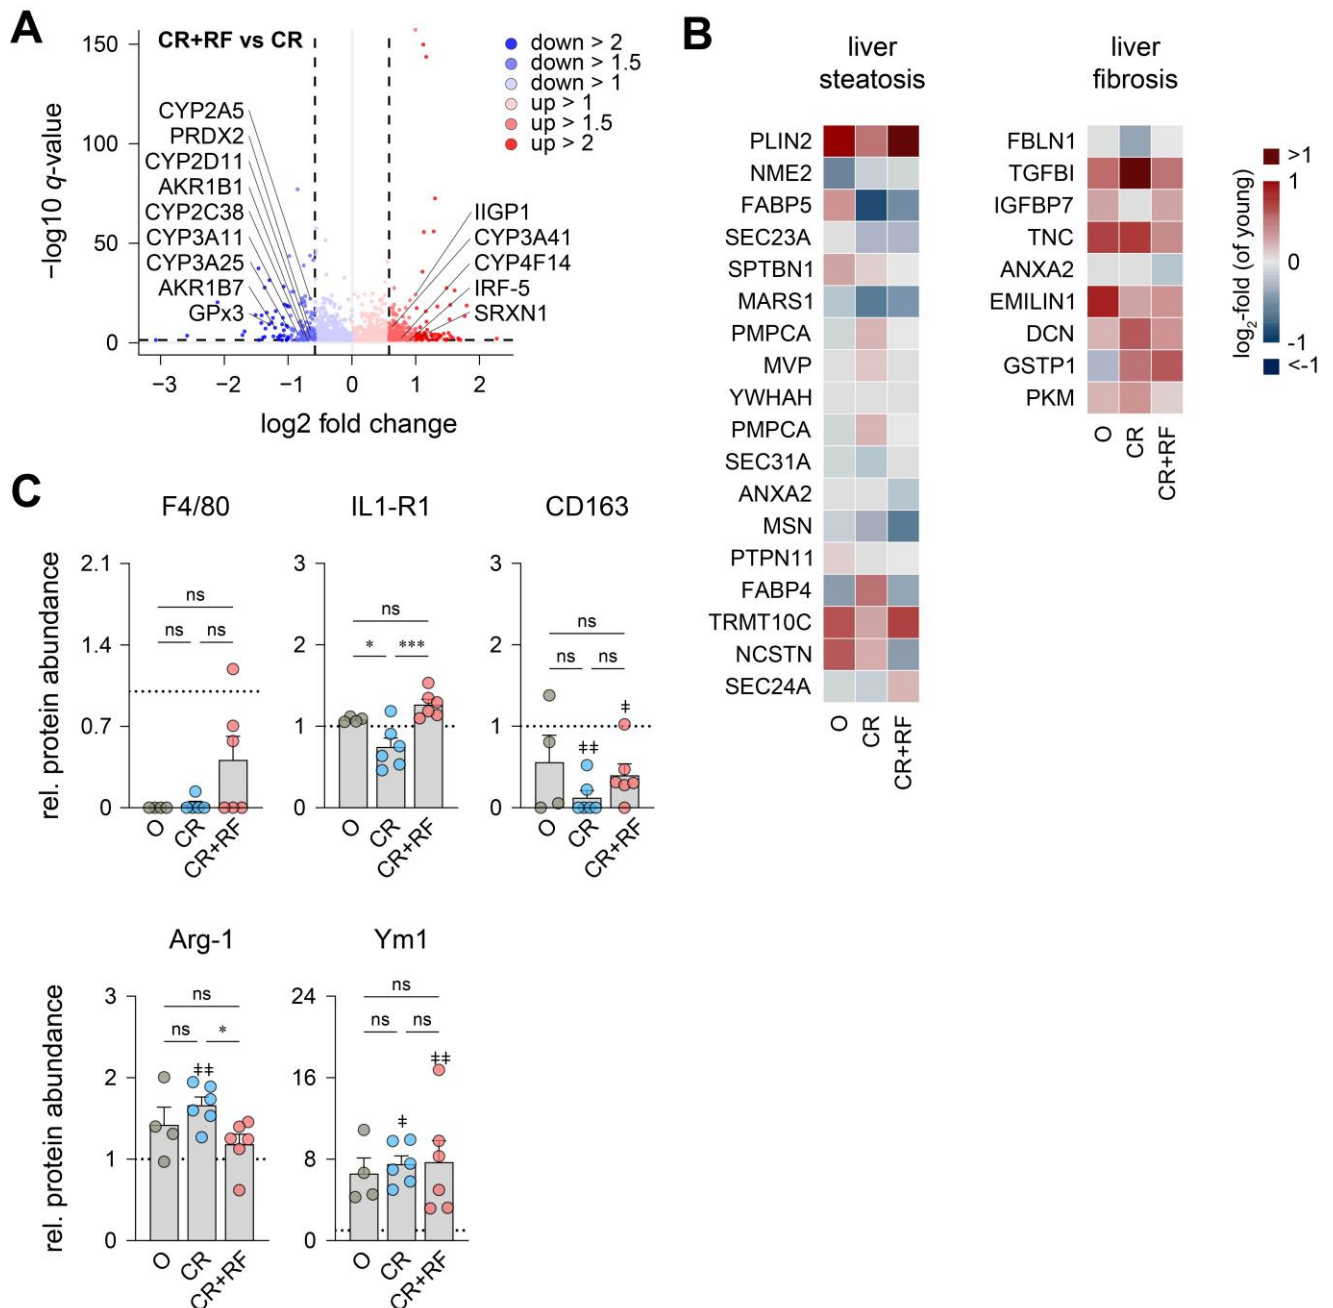 A
CR+RF vs CR
down > 2
down > 1.5
down > 1
up > 1
up > 1.5
up > 2
−log10 q-value
150
100
50
0
CYP2A5
PRDX2
CYP2D11
AKR1B1
CYP2C38
CYP3A11
CYP3A25
AKR1B7
GPx3
IIGP1
CYP3A41
CYP4F14
IRF-5
SRXN1
−3 −2 −1 0 1 2
log2 fold change
B
liver
steatosis
PLIN2
NME2
FABP5
SEC23A
SPTBN1
MARS1
PMPCA
MVP
YWHAH
PMPCA
SEC31A
ANXA2
MSN
PTPN11
FABP4
TRMT10C
NCSTN
SEC24A
O CR CR+RF
liver
fibrosis
FBLN1
TGFBI
IGFBP7
TNC
ANXA2
EMILIN1
DCN
GSTP1
PKM
O CR CR+RF
log2-fold (of young)
>1
1
0
-1
<-1
C
F4/80
rel. protein abundance
2.1
1.4
0.7
0
ns
ns ns
O CR CR+RF
IL1-R1
3
2
1
0
ns
* ***
O CR CR+RF
CD163
3
2
1
0
ns
ns ns
‡
‡‡
O CR CR+RF
Arg-1
rel. protein abundance
3
2
1
0
ns
ns *
‡‡
O CR CR+RF
Ym1
24
16
8
0
ns
ns ns
‡‡
‡
O CR CR+RF